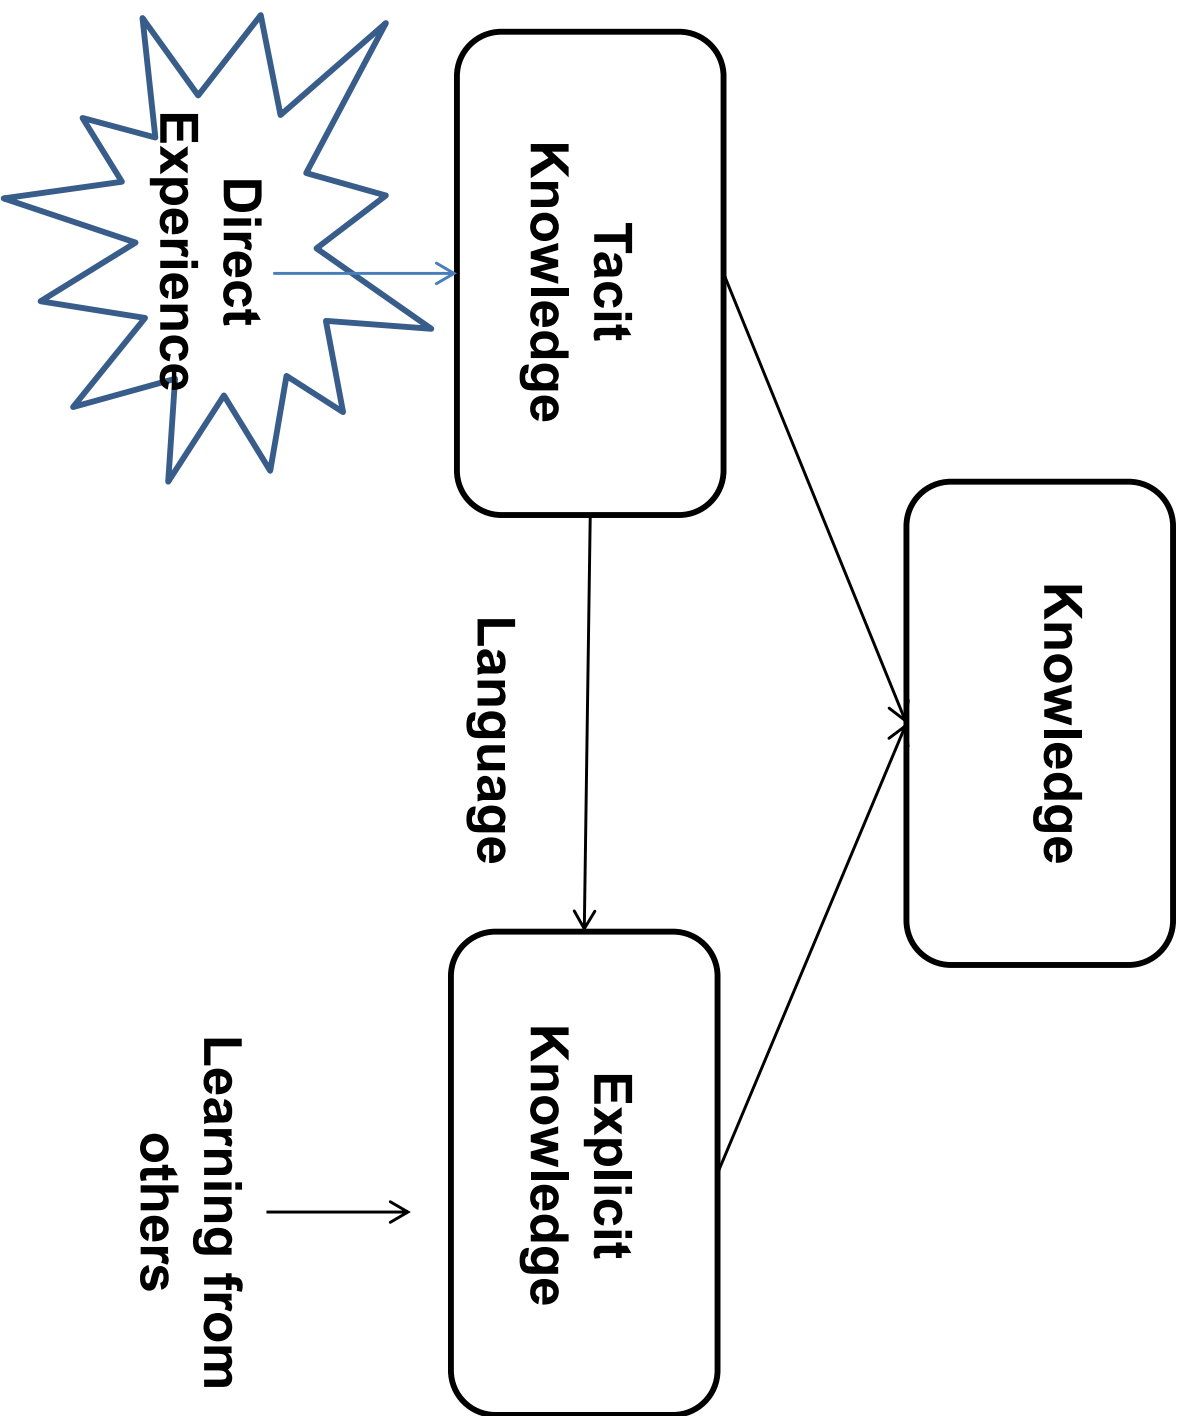 Knowledge
Tacit
Knowledge
Language
Explicit
Knowledge
Direct
Experience
Learning from
others